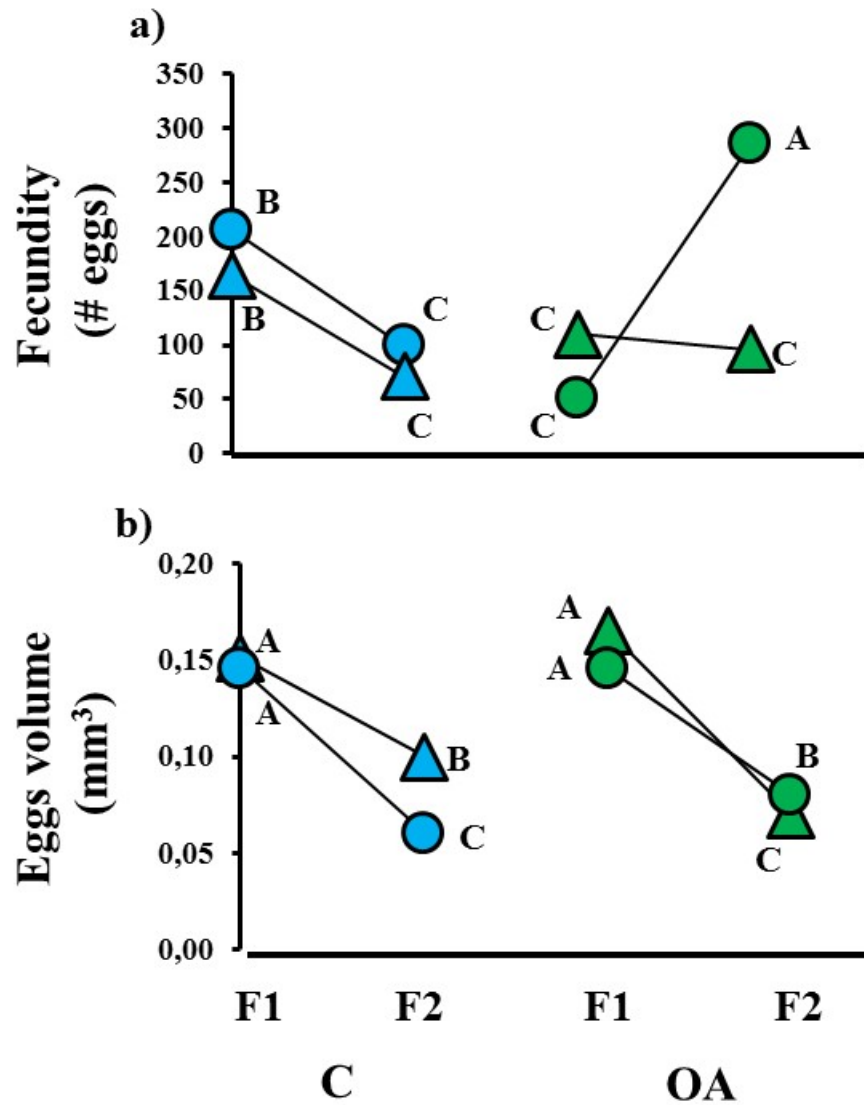 a)
Fecundity
(# eggs)
350
300
250
200
150
100
50
0
B
B
C
C
C
C
A
C
b)
Eggs volume
(mm³)
0,20
0,15
0,10
0,05
0,00
A
A
B
C
A
A
B
C
F1 F2 F1 F2
C OA